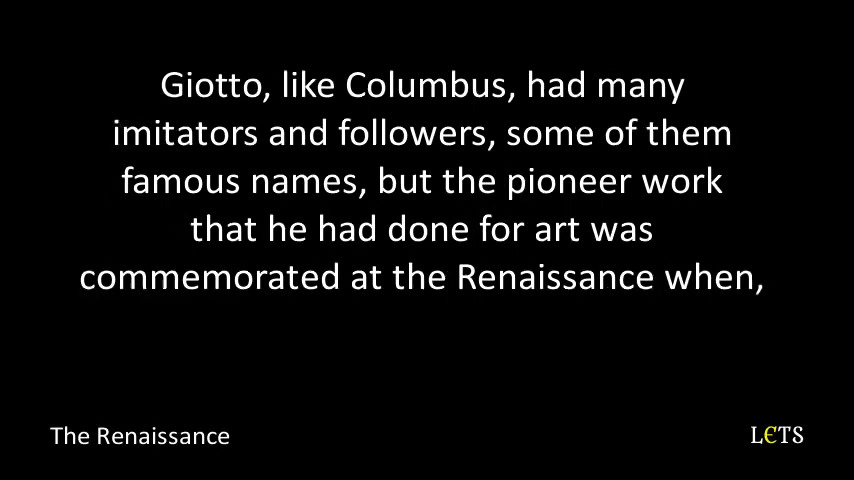 Giotto, like Columbus, had many
imitators and followers, some of them
famous names, but the pioneer work
that he had done for art was
commemorated at the Renaissance when,
The Renaissance
LЄTS